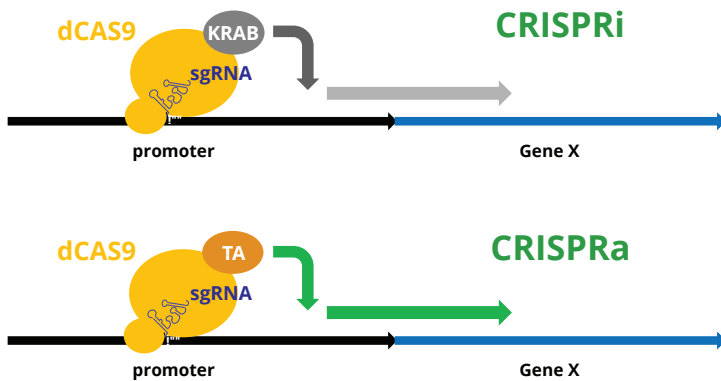 dCAS9
KRAB
CRISPRi
sgRNA
promoter
Gene X
dCAS9
TA
CRISPRa
sgRNA
promoter
Gene X